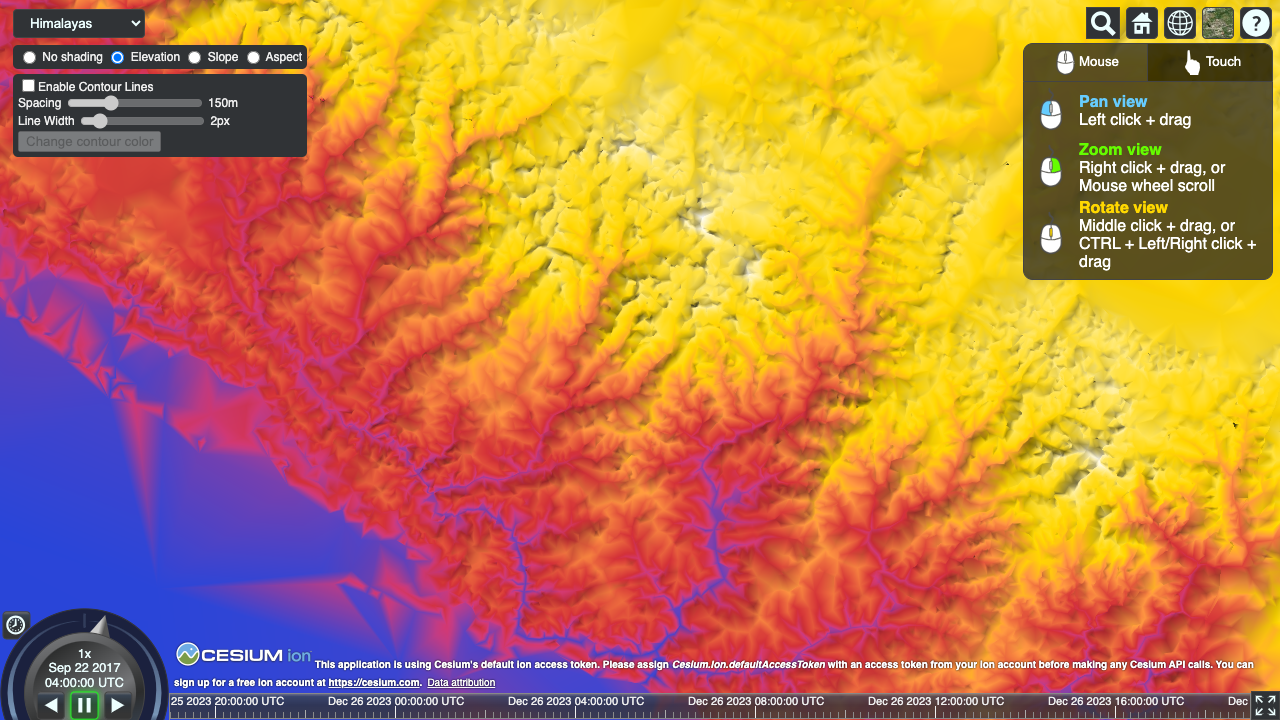 Himalayas
No shading Elevation Slope Aspect
Enable Contour Lines
Spacing 150m
Line Width 2px
Change contour color
?
Mouse Touch
Pan view
Left click + drag
Zoom view
Right click + drag, or
Mouse wheel scroll
Rotate view
Middle click + drag, or
CTRL + Left/Right click +
drag
1x
Sep 22 2017
04:00:00 UTC
CESIUM ion This application is using Cesium's default ion access token. Please assign Cesium.Ion.defaultAccessToken with an access token from your ion account before making any Cesium API calls. You can
sign up for a free ion account at https://cesium.com. Data attribution
25 2023 20:00:00 UTC Dec 26 2023 00:00:00 UTC Dec 26 2023 04:00:00 UTC Dec 26 2023 08:00:00 UTC Dec 26 2023 12:00:00 UTC Dec 26 2023 16:00:00 UTC Dec